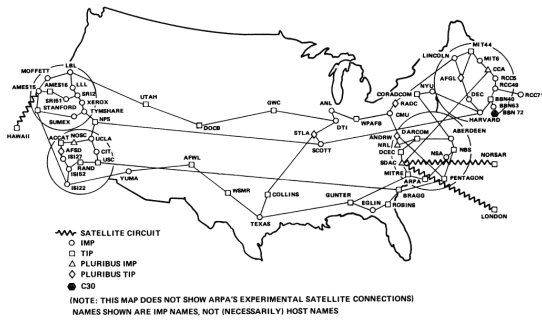 MOFFETT
LBL
AMES15
AMES16
LLL
SRI2
SRI51
XEROX
STANFORD
TYMSHARE
SUMEX
NPS
HAWAII
ACCAT
NOSC
UCLA
AFSD
ISI27
CIT
RAND
USC
ISI52
ISI22
YUMA
UTAH
DOCB
GWC
AFWL
WSMR
TEXAS
COLLINS
STLA
ANL
DTI
SCOTT
WPAFB
GUNTER
EGLIN
ROBINS
BRAGG
LINCOLN
MIT44
MIT6
CCA
RCC5
RCC49
RCC71
AFGL
NYU
DEC
BBN40
BBN63
BBN 72
HARVARD
CORADCOM
RADC
CMU
ANDRW
DARCOM
ABERDEEN
NRL
DCEC
NSA
NBS
SDAC
NORSAR
MITRE
ARPA
PENTAGON
LONDON
SATELLITE CIRCUIT
IMP
TIP
PLURIBUS IMP
PLURIBUS TIP
C30
(NOTE: THIS MAP DOES NOT SHOW ARPA'S EXPERIMENTAL SATELLITE CONNECTIONS)
NAMES SHOWN ARE IMP NAMES, NOT (NECESSARILY) HOST NAMES